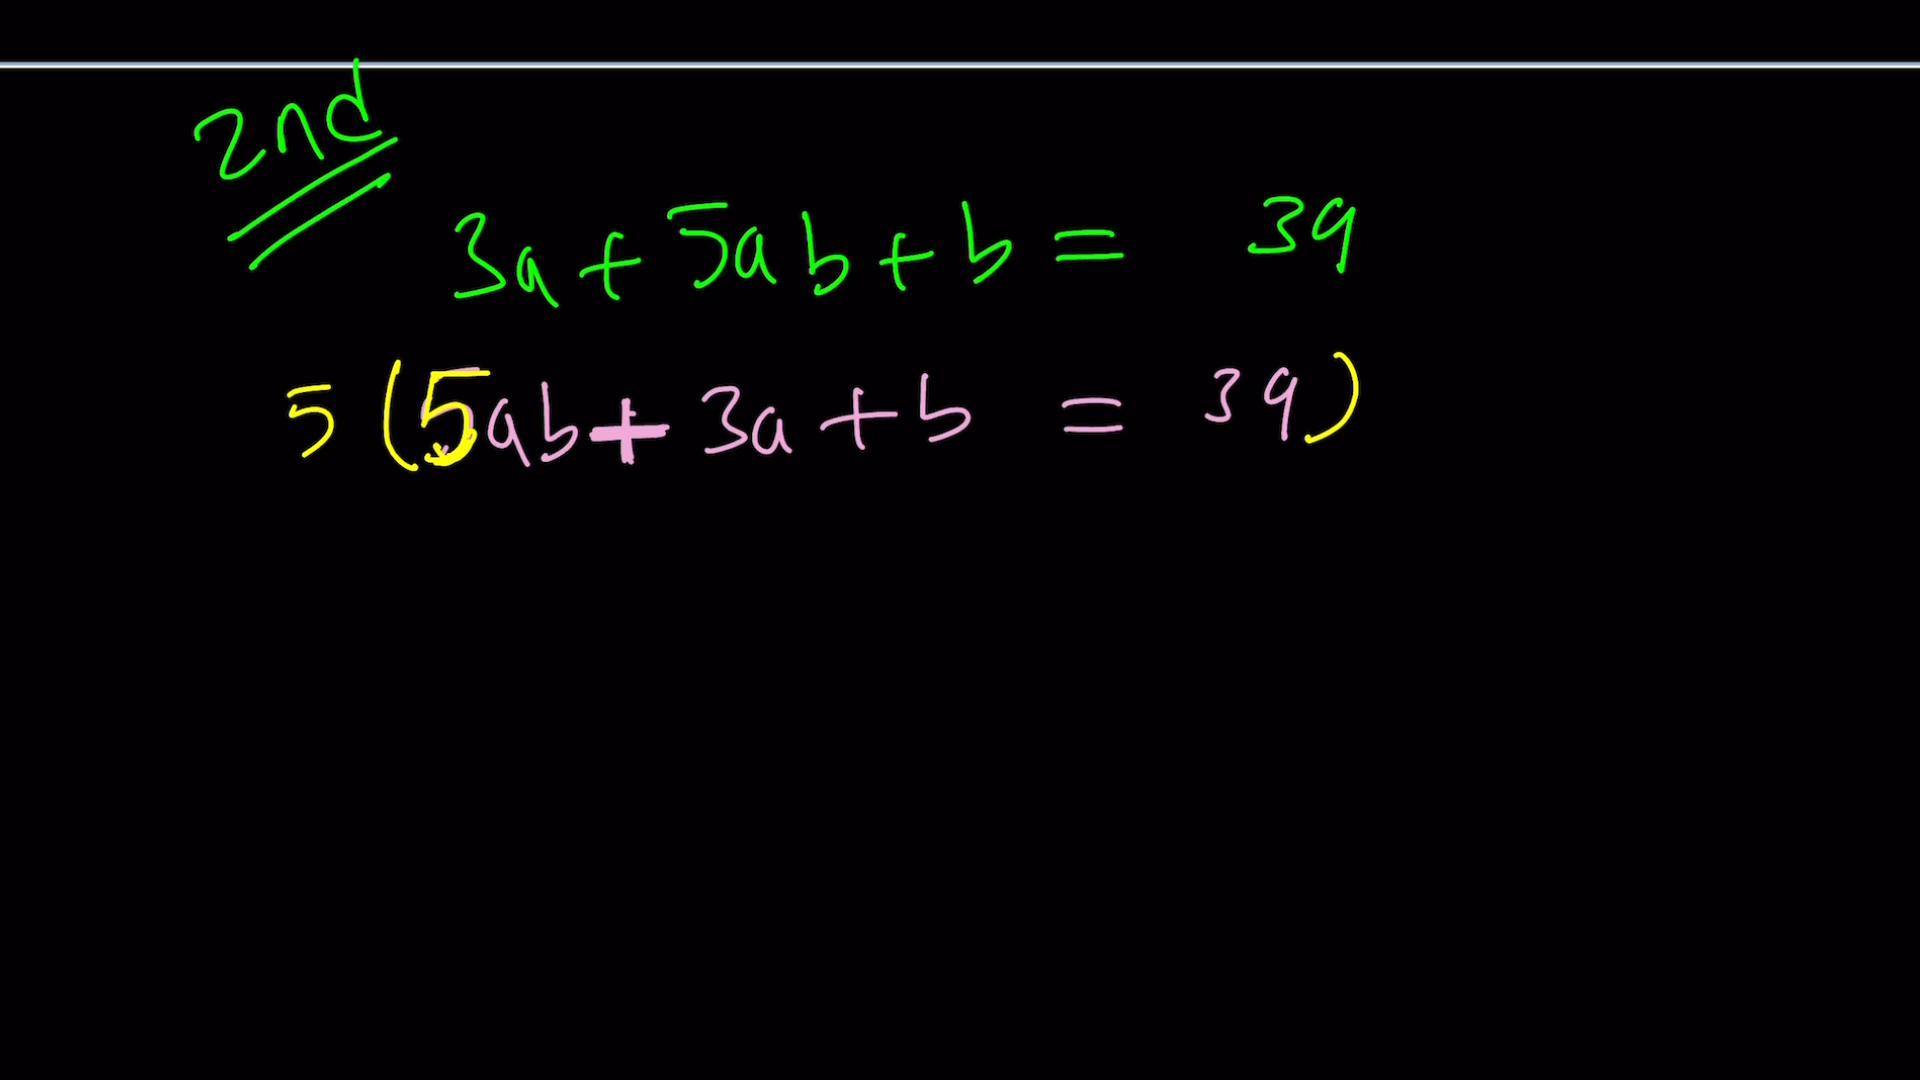 2nd
3a + 5ab + b = 39
5 (5ab + 3a + b = 39)